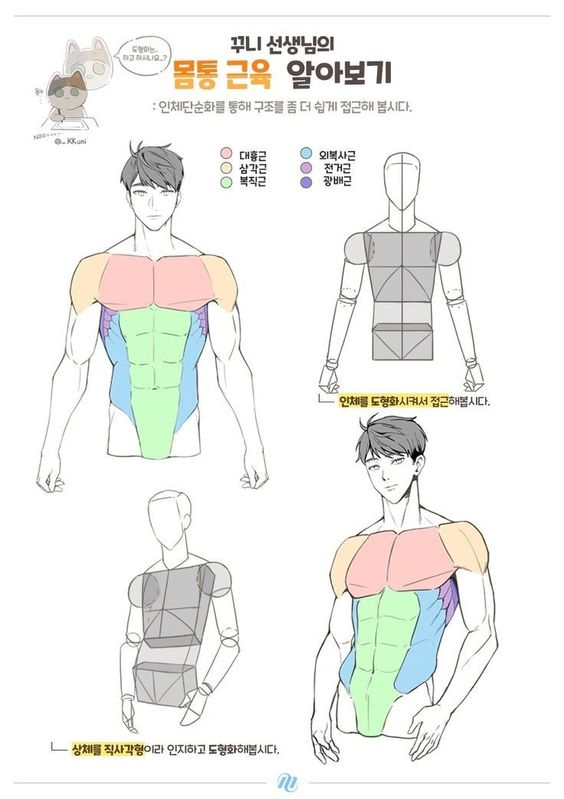 도형화는,
하고 하시나요..?
꾸니 선생님의
몸통 근육 알아보기
: 인체단순화를 통해 구조를 좀 더 쉽게 접근해 봅시다.
@_ KK.uni
대흉근
삼각근
복직근
외복사근
전거근
광배근
인체를 도형화시켜서 접근해봅시다.
상체를 직사각형이라 인지하고 도형화해봅시다.